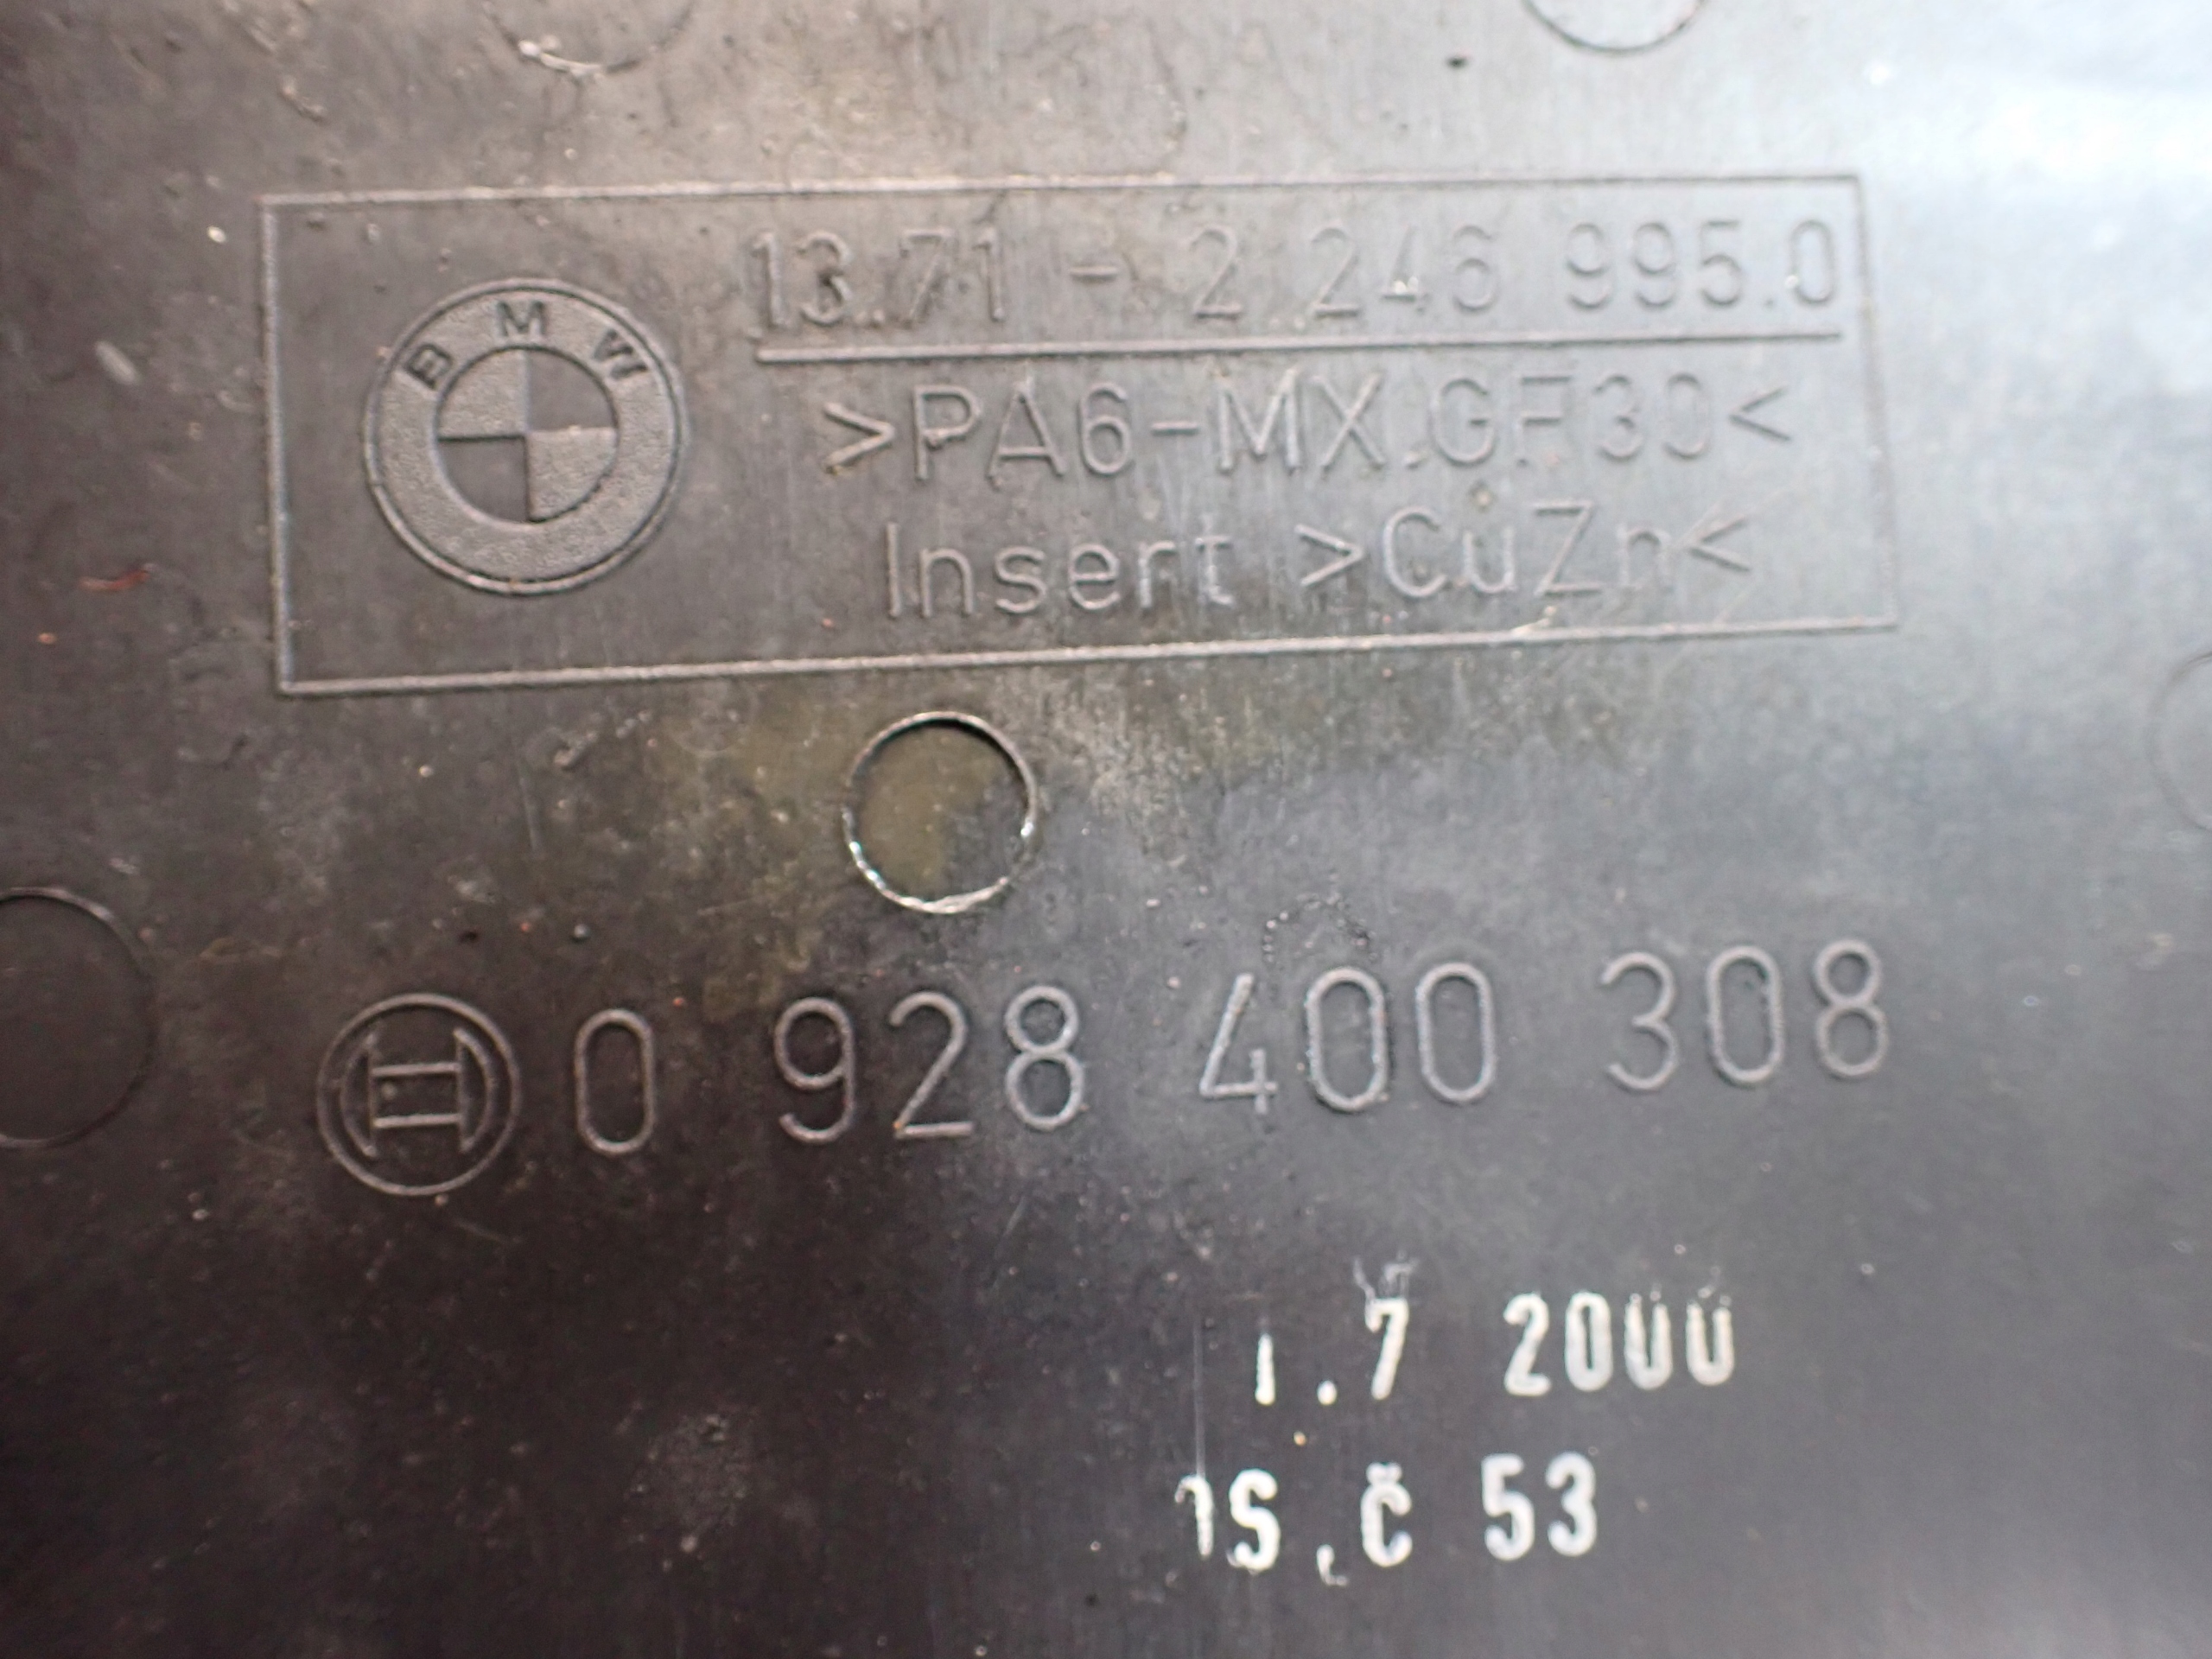 BMW
13.71 - 2 246 995.0
>PA6-MX.GF30<
Insert >CuZn<
0 928 400 308
1.7 2000
S.Č 53